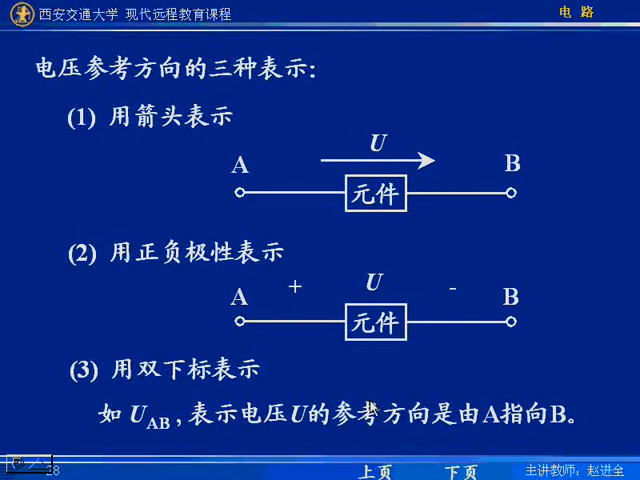 西安交通大学 现代远程教育课程
电 路
电压参考方向的三种表示:
(1) 用箭头表示
U
A B
元件
(2) 用正负极性表示
+ U -
A B
元件
(3) 用双下标表示
如 UAB , 表示电压U的参考方向是由A指向B。
28 上页 下页 主讲教师: 赵进全